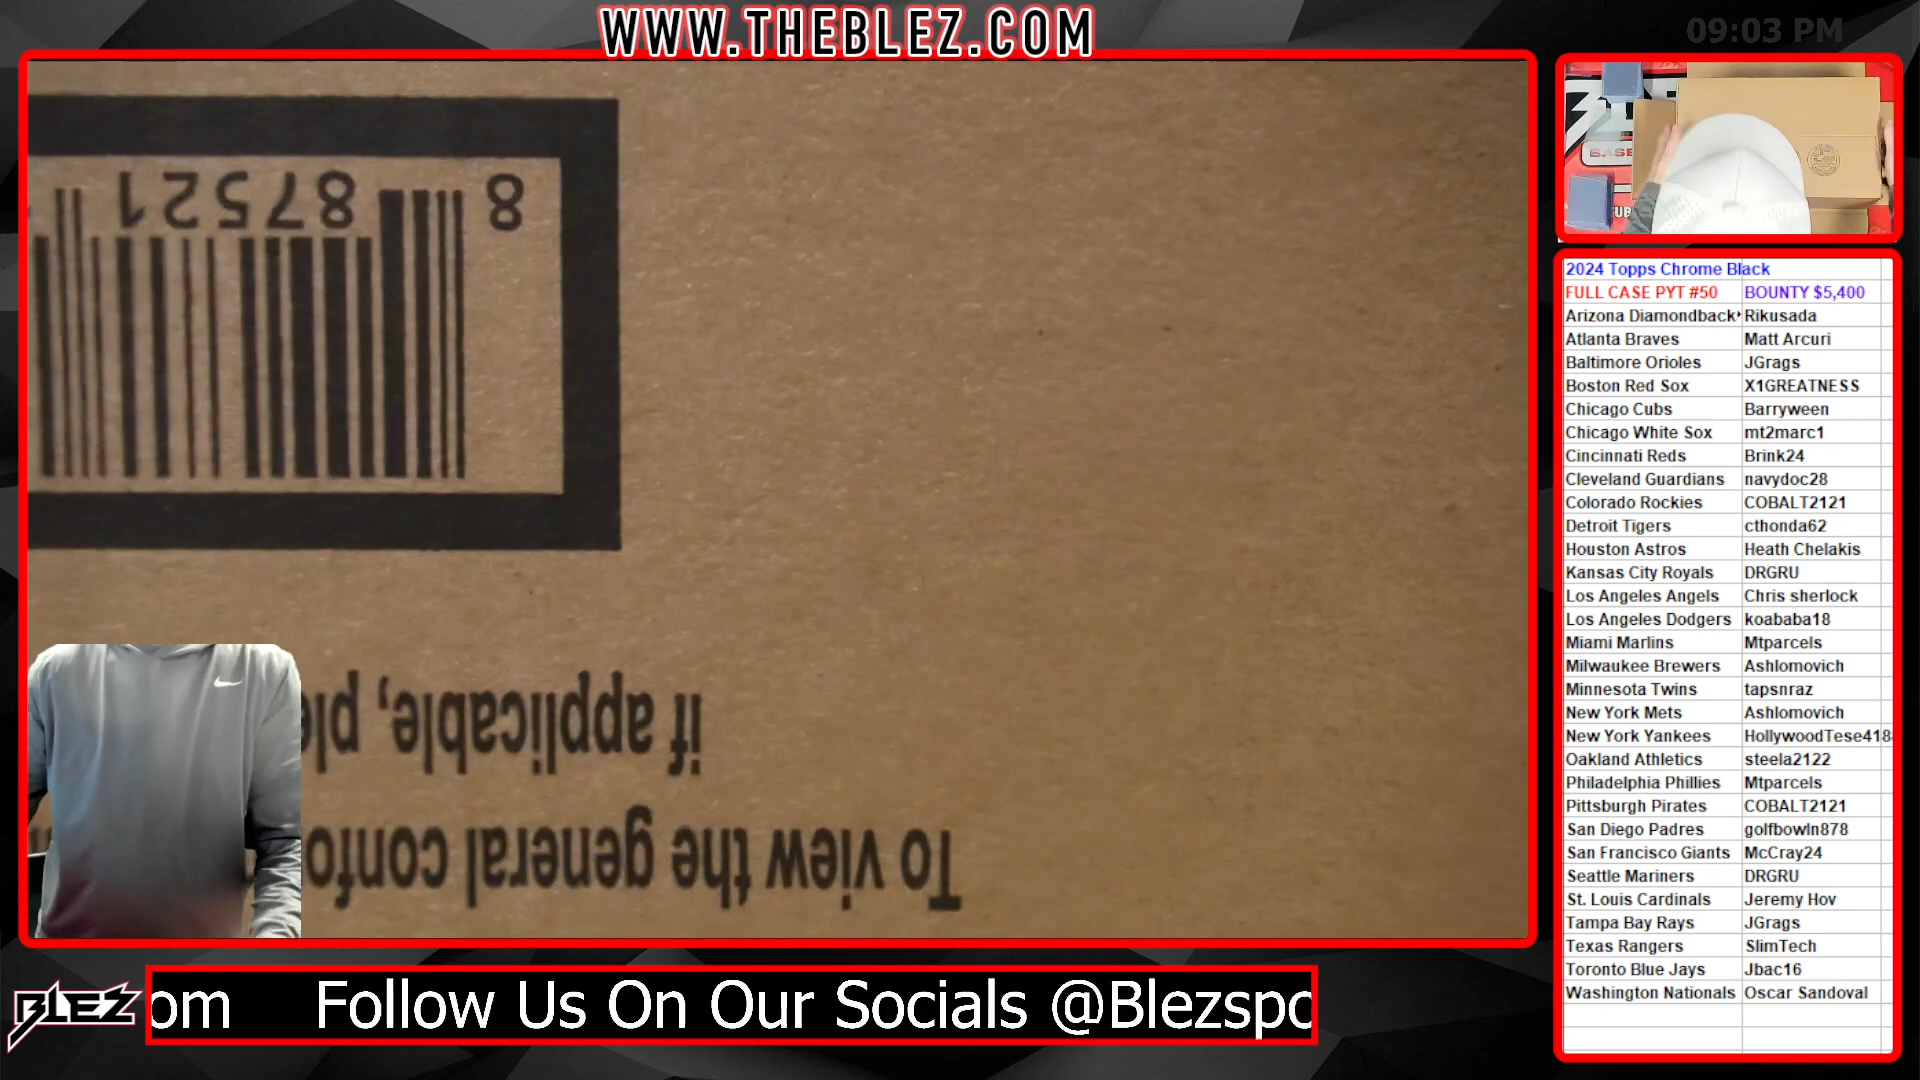 WWW.THEBLEZ.COM
09:03 PM
8 87521
if applicable, ple
To view the general confo
BASE
2024 Topps Chrome Black
FULL CASE PYT #50 BOUNTY $5,400
Arizona Diamondback Rikusada
Atlanta Braves Matt Arcuri
Baltimore Orioles JGrags
Boston Red Sox X1GREATNESS
Chicago Cubs Barryween
Chicago White Sox mt2marc1
Cincinnati Reds Brink24
Cleveland Guardians navydoc28
Colorado Rockies COBALT2121
Detroit Tigers cthonda62
Houston Astros Heath Chelakis
Kansas City Royals DRGRU
Los Angeles Angels Chris sherlock
Los Angeles Dodgers koababa18
Miami Marlins Mtparcels
Milwaukee Brewers Ashlomovich
Minnesota Twins tapsnraz
New York Mets Ashlomovich
New York Yankees HollywoodTese418
Oakland Athletics steela2122
Philadelphia Phillies Mtparcels
Pittsburgh Pirates COBALT2121
San Diego Padres golfbowln878
San Francisco Giants McCray24
Seattle Mariners DRGRU
St. Louis Cardinals Jeremy Hov
Tampa Bay Rays JGrags
Texas Rangers SlimTech
Toronto Blue Jays Jbac16
Washington Nationals Oscar Sandoval
BLEZ
om Follow Us On Our Socials @Blezspo